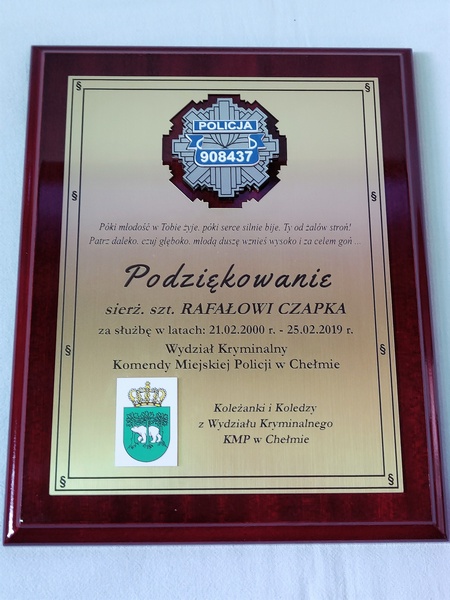 POLICJA
908437
Póki młodość w Tobie żyje, póki serce silnie bije, Ty od żalów stroń!
Patrz daleko, czuj głęboko, młodą duszę wznieś wysoko i za celem goń ...
Podziękowanie
sierż. szt. RAFAŁOWI CZAPKA
za służbę w latach: 21.02.2000 r. - 25.02.2019 r.
Wydział Kryminalny
Komendy Miejskiej Policji w Chełmie
Koleżanki i Koledzy
z Wydziału Kryminalnego
KMP w Chełmie